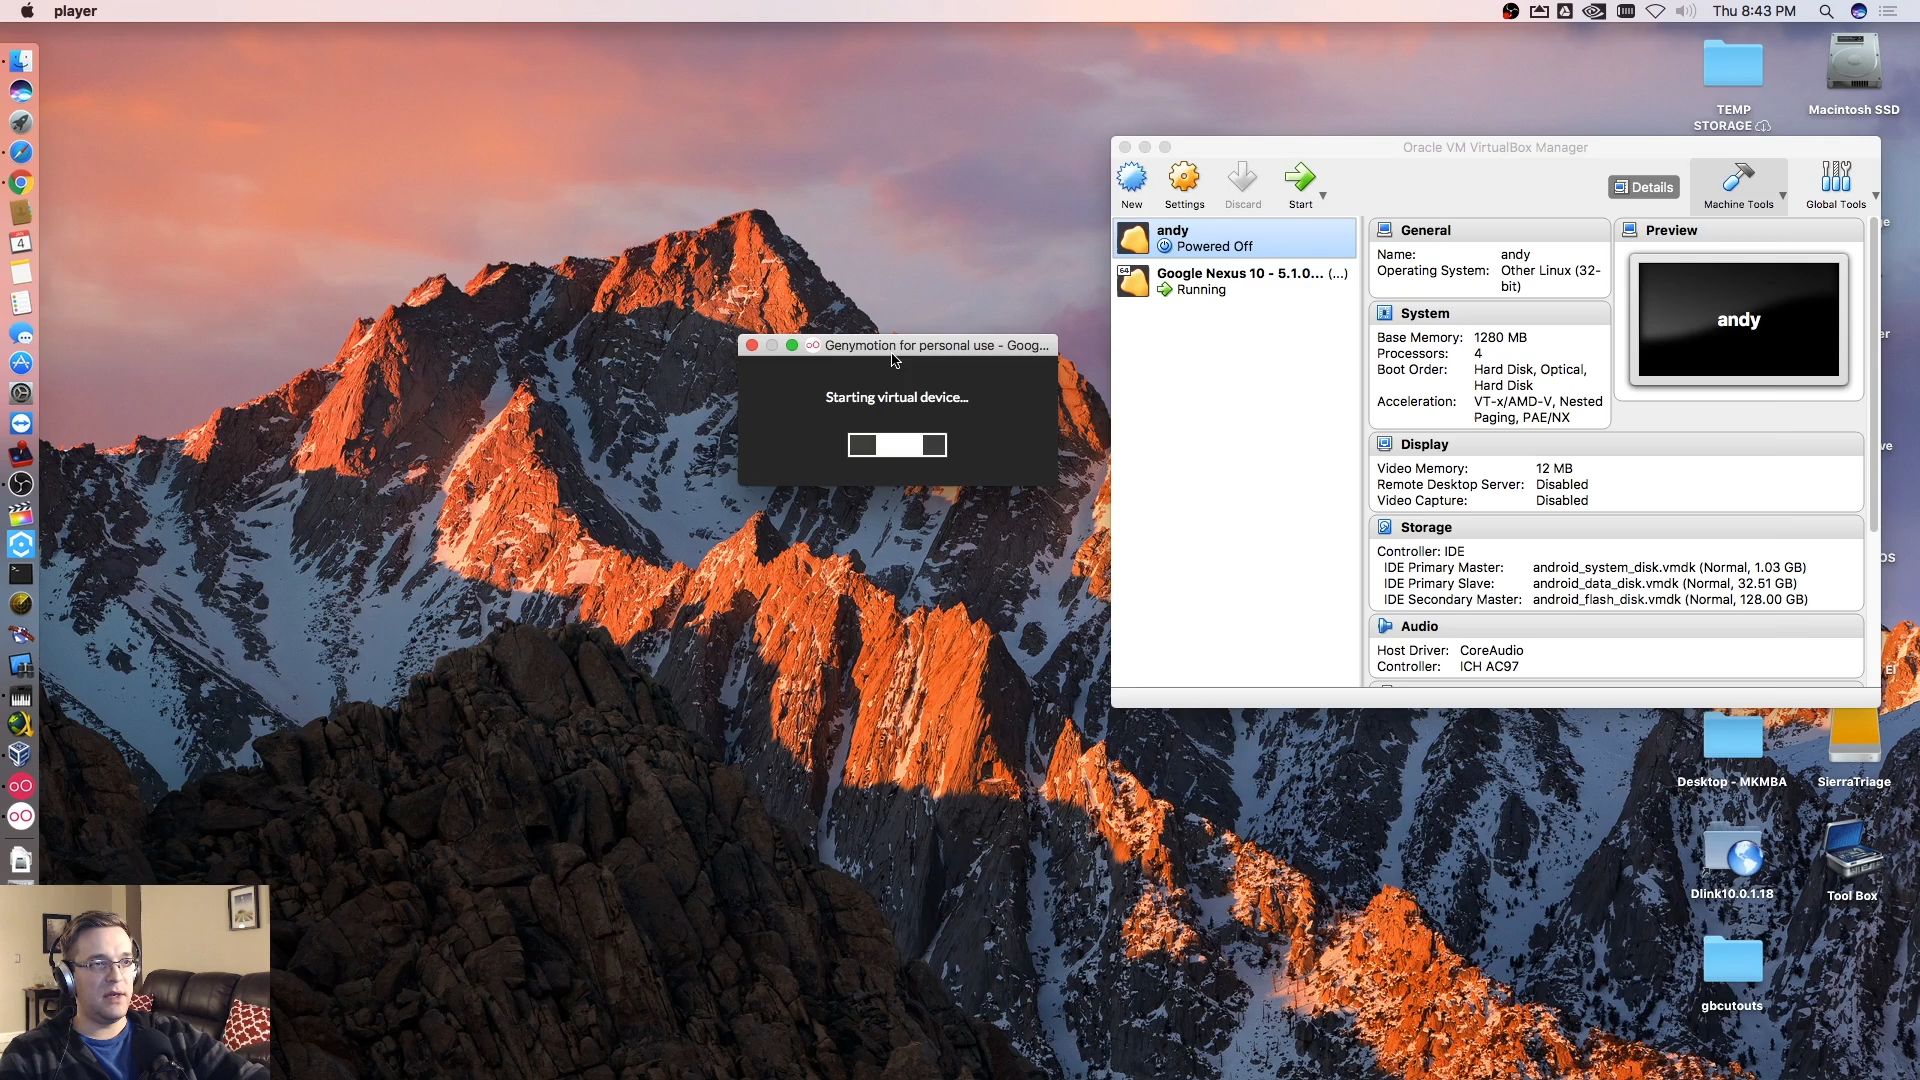 player
Thu 8:43 PM
TEMP
STORAGE
Macintosh SSD
Oracle VM VirtualBox Manager
New
Settings
Discard
Start
Details
Machine Tools
Global Tools
andy
Powered Off
64
Google Nexus 10 - 5.1.0... (...)
Running
General
Name: andy
Operating System: Other Linux (32-
bit)
System
Base Memory: 1280 MB
Processors: 4
Boot Order: Hard Disk, Optical,
Hard Disk
Acceleration: VT-x/AMD-V, Nested
Paging, PAE/NX
Preview
andy
Display
Video Memory: 12 MB
Remote Desktop Server: Disabled
Video Capture: Disabled
Storage
Controller: IDE
IDE Primary Master: android_system_disk.vmdk (Normal, 1.03 GB)
IDE Primary Slave: android_data_disk.vmdk (Normal, 32.51 GB)
IDE Secondary Master: android_flash_disk.vmdk (Normal, 128.00 GB)
Audio
Host Driver: CoreAudio
Controller: ICH AC97
Genymotion for personal use - Goog...
Starting virtual device...
4
Desktop - MKMBA
SierraTriage
Dlink10.0.1.18
Tool Box
gbcutouts